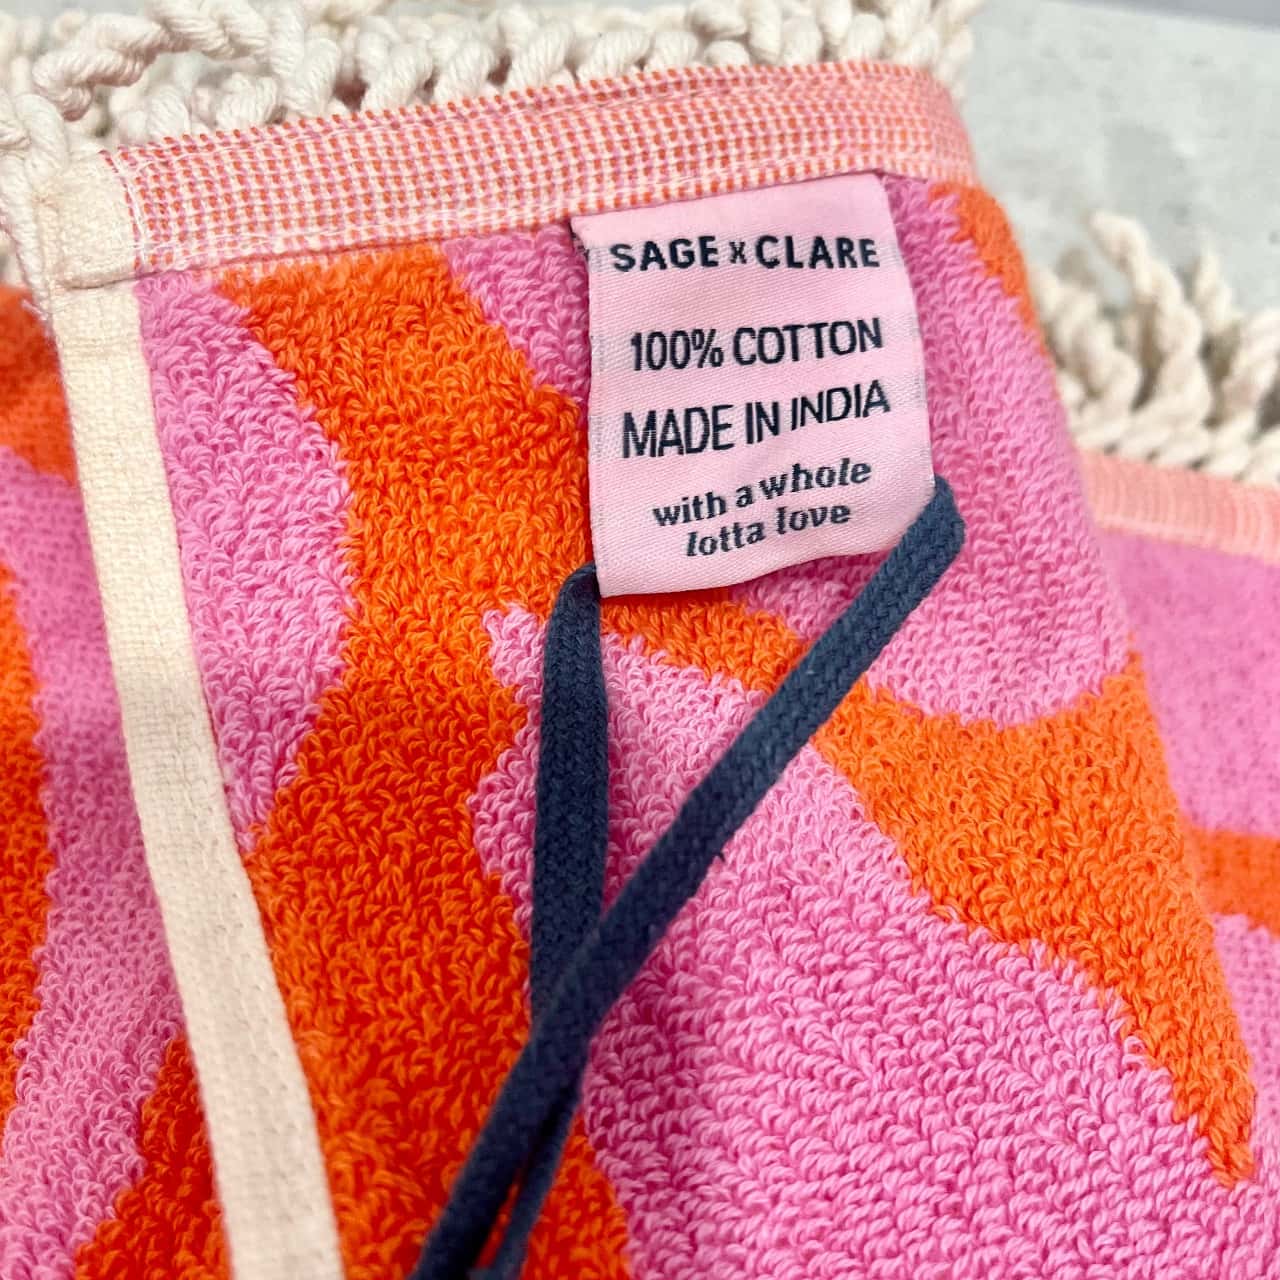 SAGE x CLARE
100% COTTON
MADE IN INDIA
with a whole
lotta love